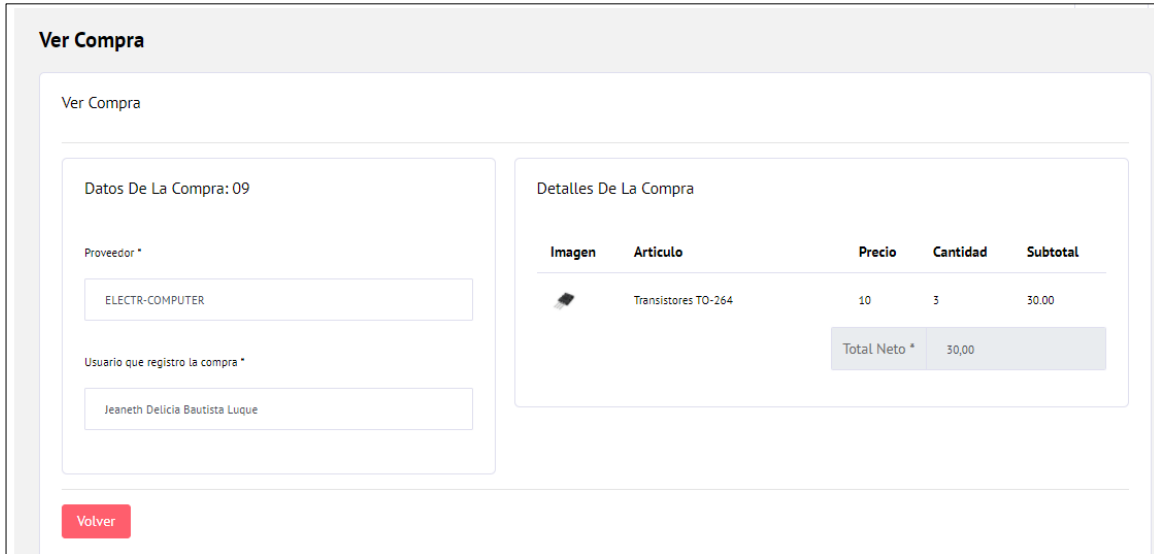 Ver Compra
Ver Compra
Datos De La Compra: 09
Proveedor *
ELECTR-COMPUTER
Usuario que registro la compra *
Jeaneth Delicia Bautista Luque
Detalles De La Compra
Imagen Articulo Precio Cantidad Subtotal
Transistores TO-264 10 3 30.00
Total Neto * 30,00
Volver